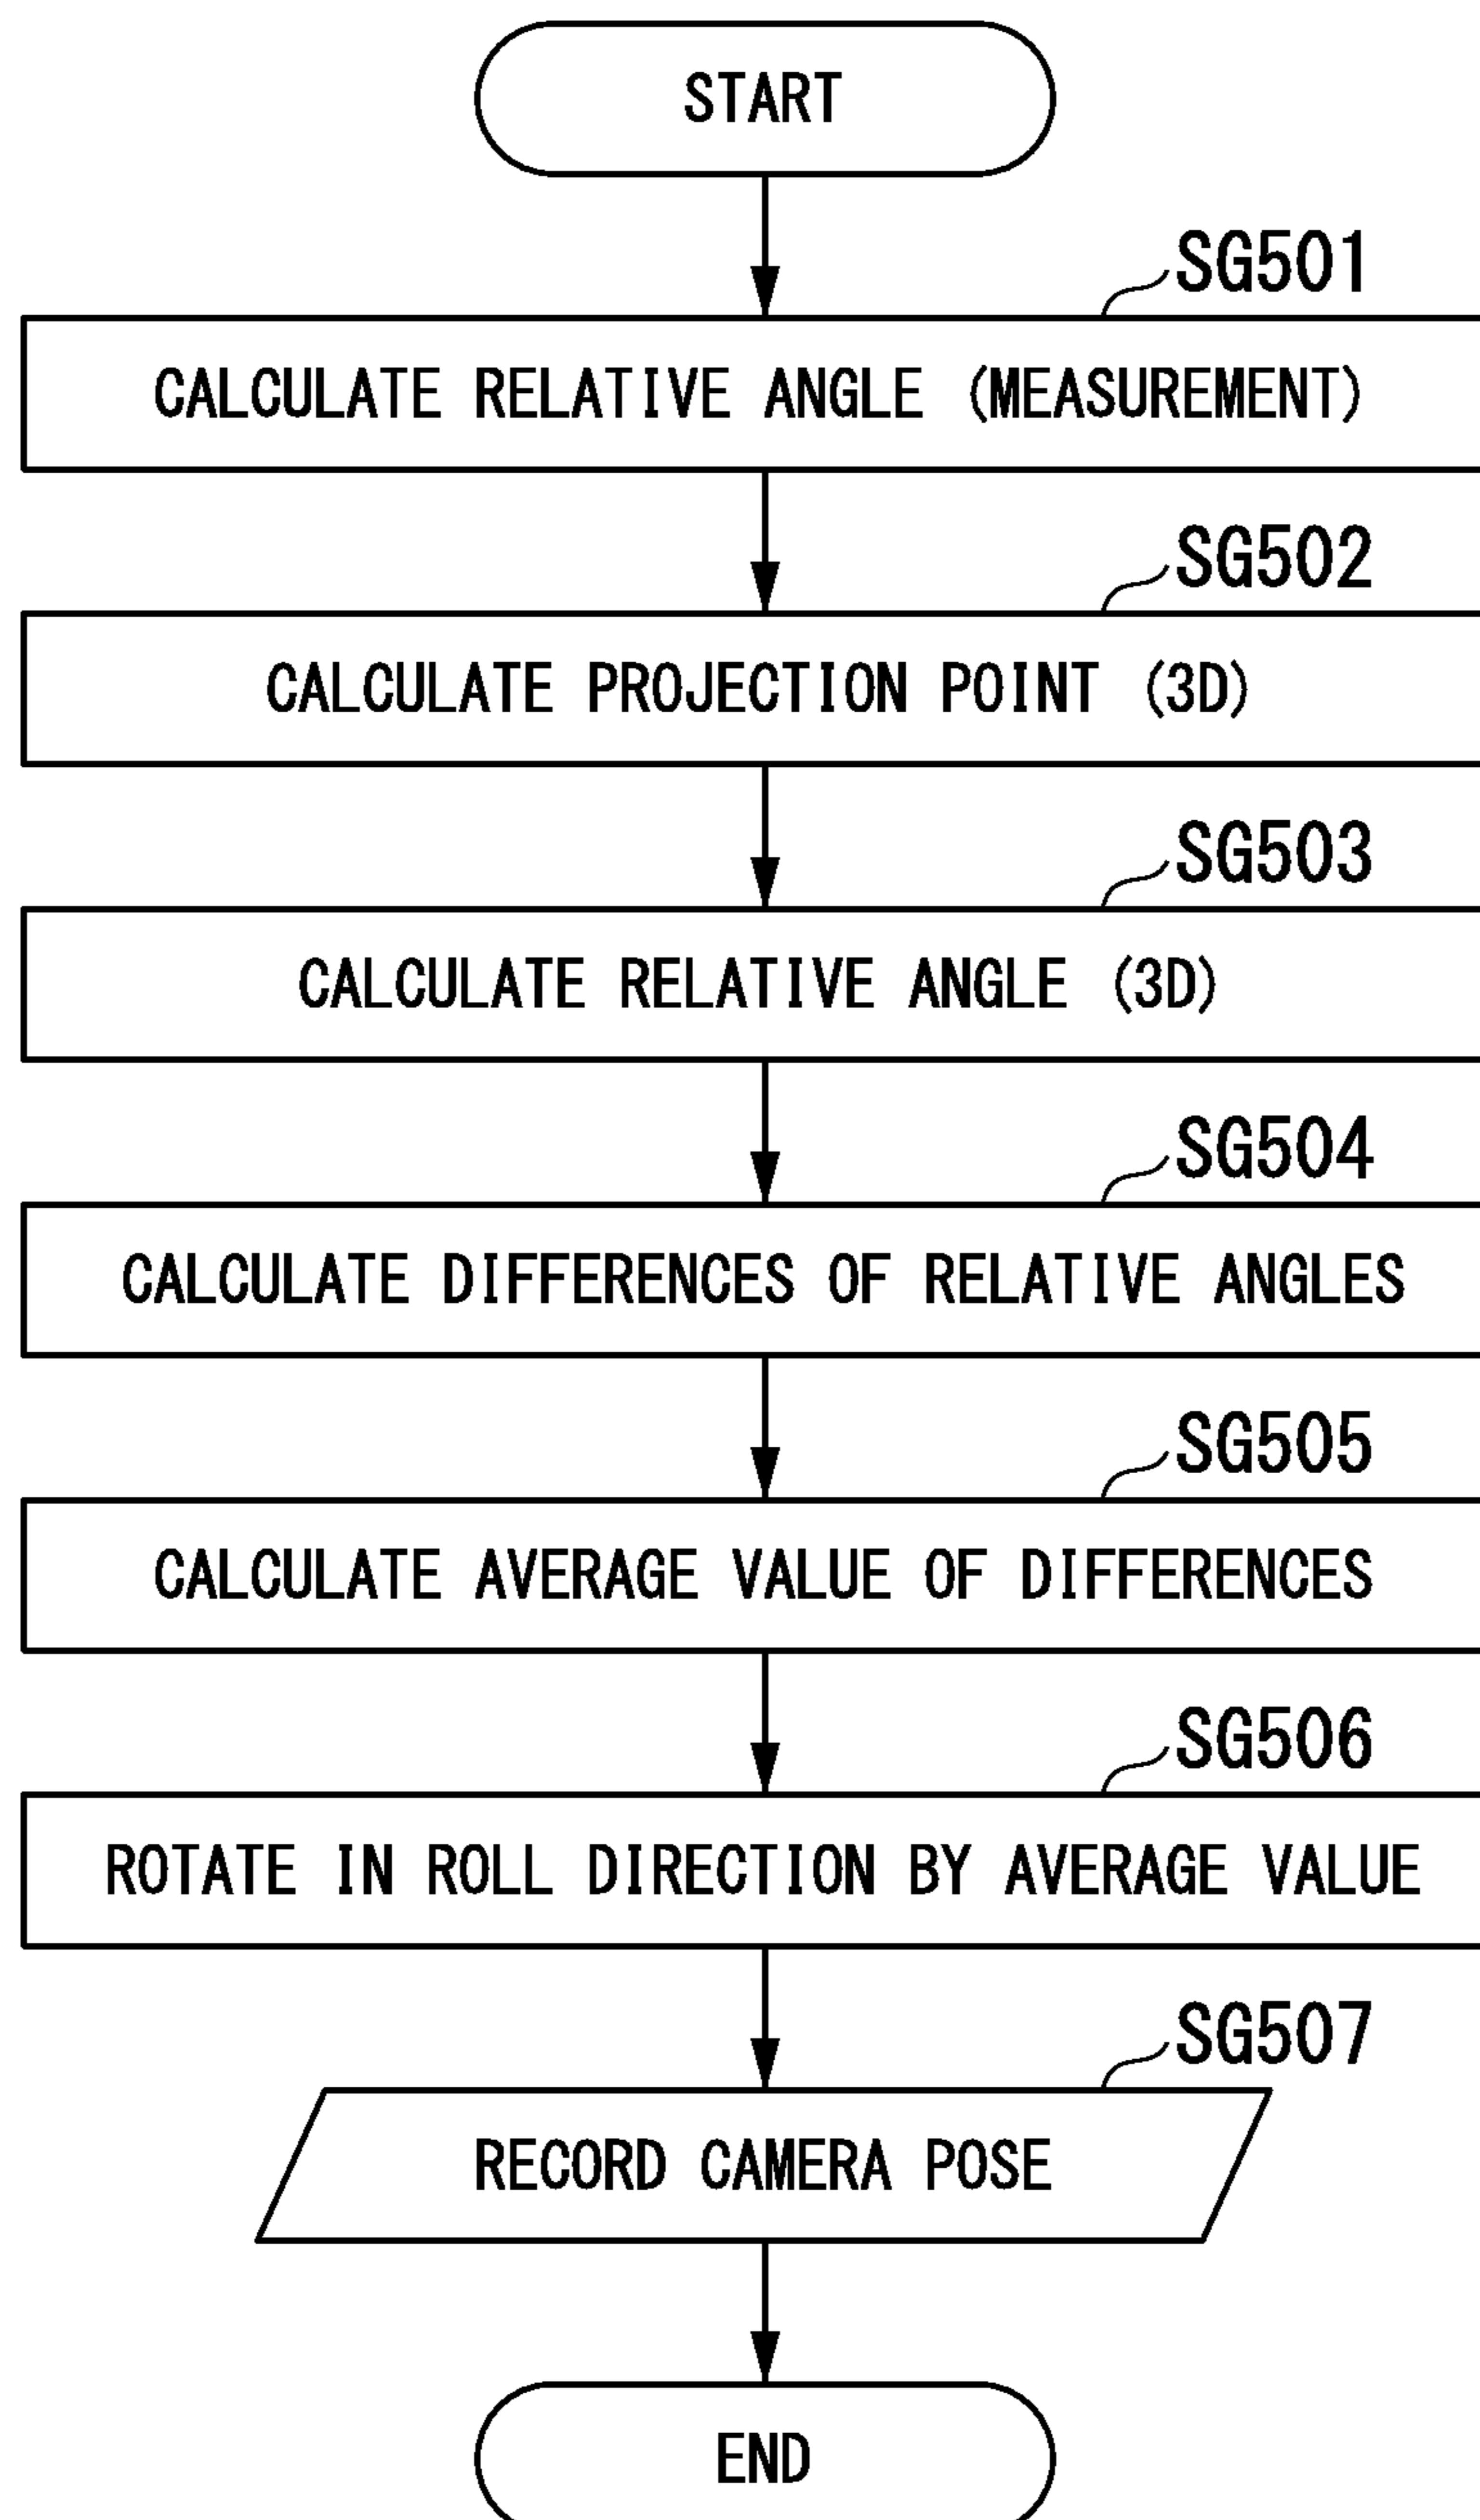 START
SG501
CALCULATE RELATIVE ANGLE (MEASUREMENT)
SG502
CALCULATE PROJECTION POINT (3D)
SG503
CALCULATE RELATIVE ANGLE (3D)
SG504
CALCULATE DIFFERENCES OF RELATIVE ANGLES
SG505
CALCULATE AVERAGE VALUE OF DIFFERENCES
SG506
ROTATE IN ROLL DIRECTION BY AVERAGE VALUE
SG507
RECORD CAMERA POSE
END